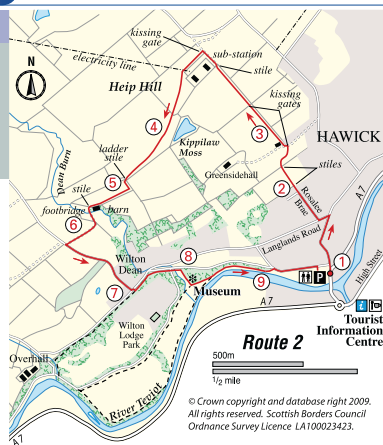 kissing
gate
sub-station
electricity line
stile
N
Heip Hill
kissing
gates
4
3
Kippilaw
Moss
HAWICK
ladder
stile
Dean Burn
Greensidehall
stiles
5
2
stile
Rosalee
Brae
A 7
footbridge
barn
6
Langlands Road
High Street
Wilton
Dean
8
1
7
9
P
Museum
A 7
i
Tourist
Information
Centre
Wilton
Lodge
Park
Route 2
500m
1/2 mile
Overhall
River Teviot
A7
© Crown copyright and database right 2009.
All rights reserved. Scottish Borders Council
Ordnance Survey Licence LA100023423.